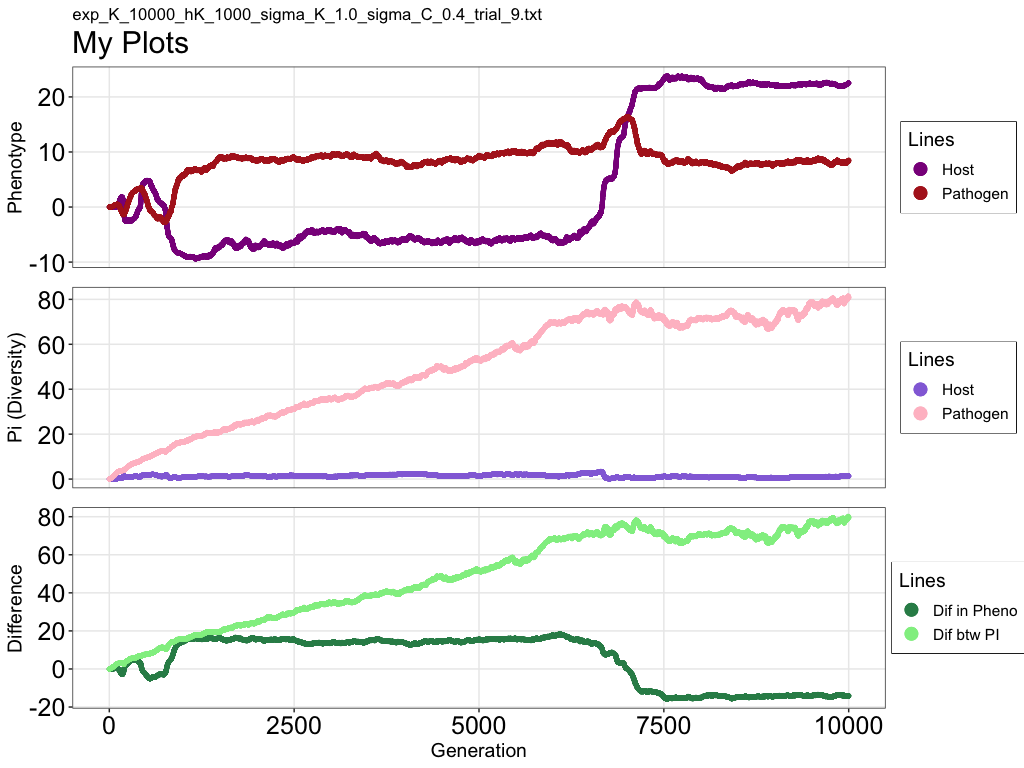 exp_K_10000_hK_1000_sigma_K_1.0_sigma_C_0.4_trial_9.txt
My Plots
Phenotype
20
10
0
-10
Lines
Host
Pathogen
Pi (Diversity)
80
60
40
20
0
Lines
Host
Pathogen
Difference
80
60
40
20
0
-20
Lines
Dif in Pheno
Dif btw PI
0 2500 5000 7500 10000
Generation